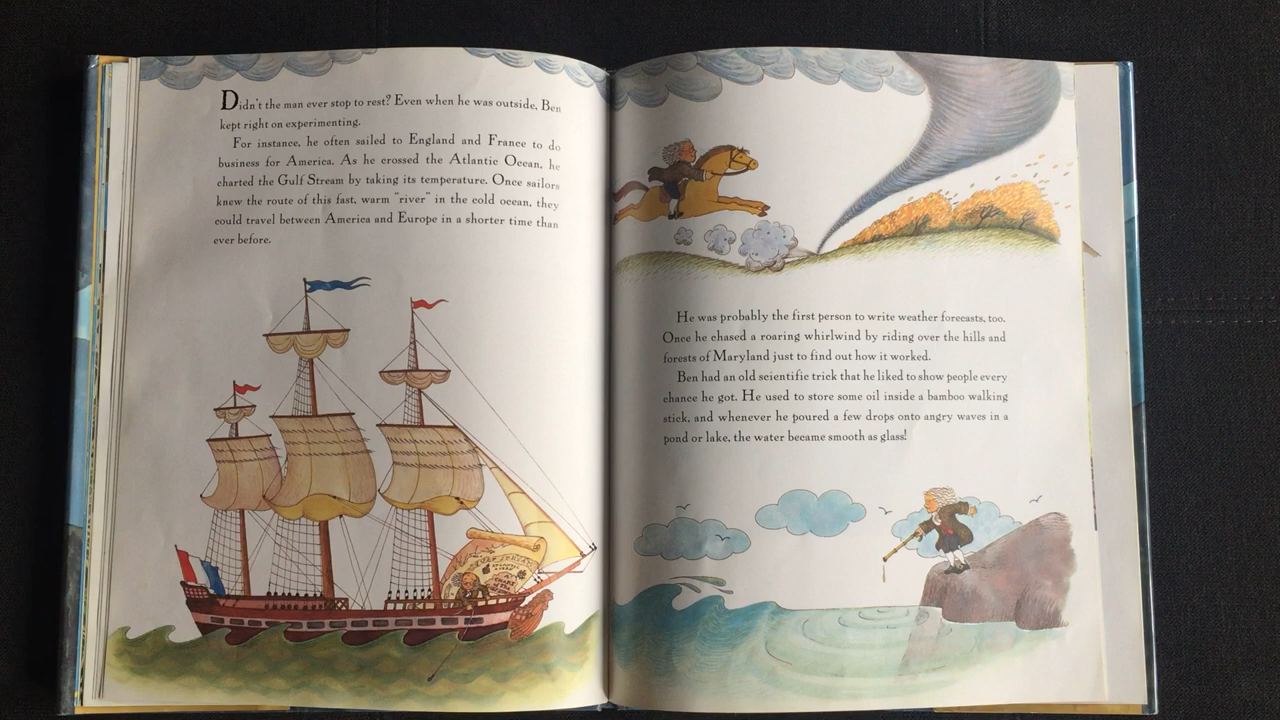 Didn't the man ever stop to rest? Even when he was outside, Ben
kept right on experimenting.
For instance, he often sailed to England and France to do
business for America. As he crossed the Atlantic Ocean, he
charted the Gulf Stream by taking its temperature. Once sailors
knew the route of this fast, warm "river" in the cold ocean, they
could travel between America and Europe in a shorter time than
ever before.
He was probably the first person to write weather forecasts, too.
Once he chased a roaring whirlwind by riding over the hills and
forests of Maryland just to find out how it worked.
Ben had an old scientific trick that he liked to show people every
chance he got. He used to store some oil inside a bamboo walking
stick, and whenever he poured a few drops onto angry waves in a
pond or lake, the water became smooth as glass!